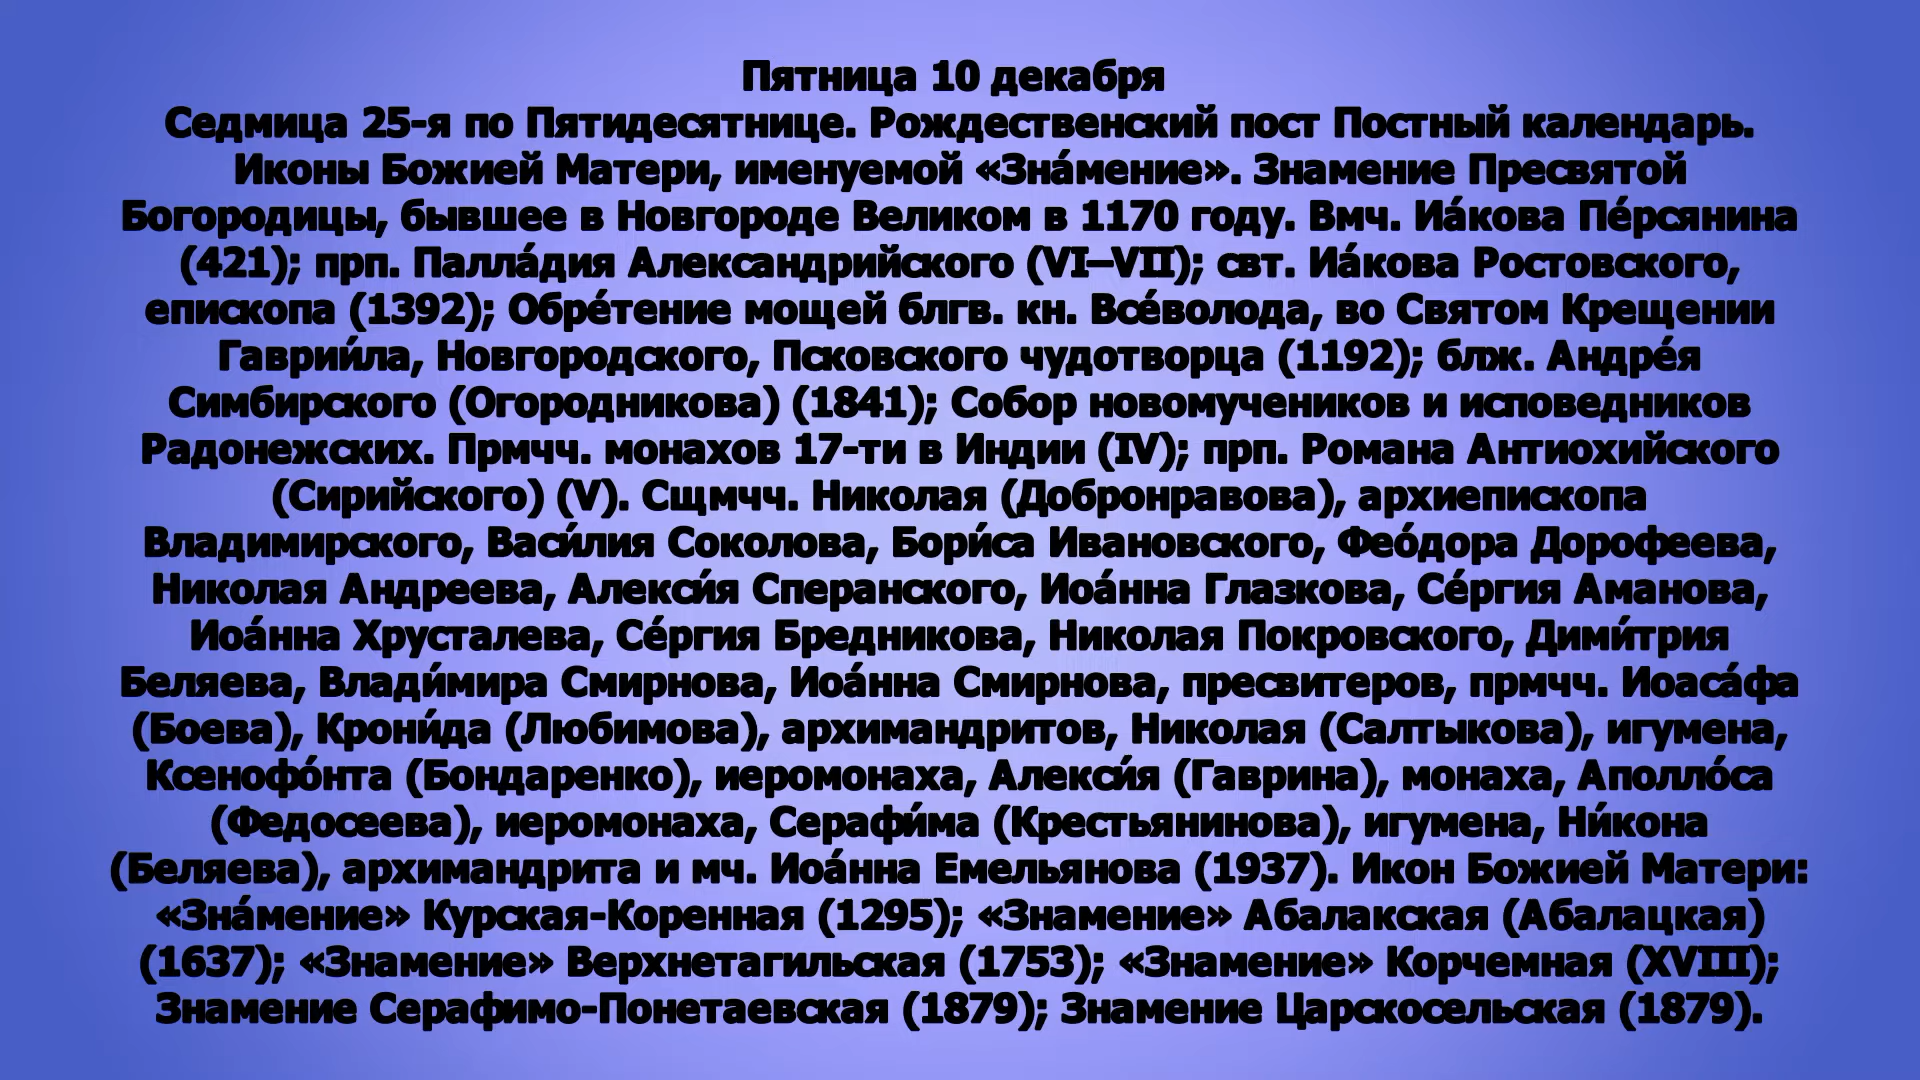 Пятница 10 декабря
Седмица 25-я по Пятидесятнице. Рождественский пост Постный календарь.
Иконы Божией Матери, именуемой «Зна́мение». Знамение Пресвятой
Богородицы, бывшее в Новгороде Великом в 1170 году. Вмч. Иа́кова Пе́рсянина
(421); прп. Палла́дия Александрийского (VI–VII); свт. Иа́кова Ростовского,
епископа (1392); Обре́тение мощей блгв. кн. Все́волода, во Святом Крещении
Гаврии́ла, Новгородского, Псковского чудотворца (1192); блж. Андре́я
Симбирского (Огородникова) (1841); Собор новомучеников и исповедников
Радонежских. Прмчч. монахов 17-ти в Индии (IV); прп. Романа Антиохийского
(Сирийского) (V). Сщмчч. Николая (Добронравова), архиепископа
Владимирского, Васи́лия Соколова, Бори́са Ивановского, Фео́дора Дорофеева,
Николая Андреева, Алекси́я Сперанского, Иоа́нна Глазкова, Се́ргия Аманова,
Иоа́нна Хрусталева, Се́ргия Бредникова, Николая Покровского, Дими́трия
Беляева, Влади́мира Смирнова, Иоа́нна Смирнова, пресвитеров, прмчч. Иоаса́фа
(Боева), Крони́да (Любимова), архимандритов, Николая (Салтыкова), игумена,
Ксенофо́нта (Бондаренко), иеромонаха, Алекси́я (Гаврина), монаха, Аполло́са
(Федосеева), иеромонаха, Серафи́ма (Крестьянинова), игумена, Ни́кона
(Беляева), архимандрита и мч. Иоа́нна Емельянова (1937). Икон Божией Матери:
«Зна́мение» Курская-Коренная (1295); «Знамение» Абалакская (Абалацкая)
(1637); «Знамение» Верхнетагильская (1753); «Знамение» Корчемная (XVIII);
Знамение Серафимо-Понетаевская (1879); Знамение Царскосельская (1879).